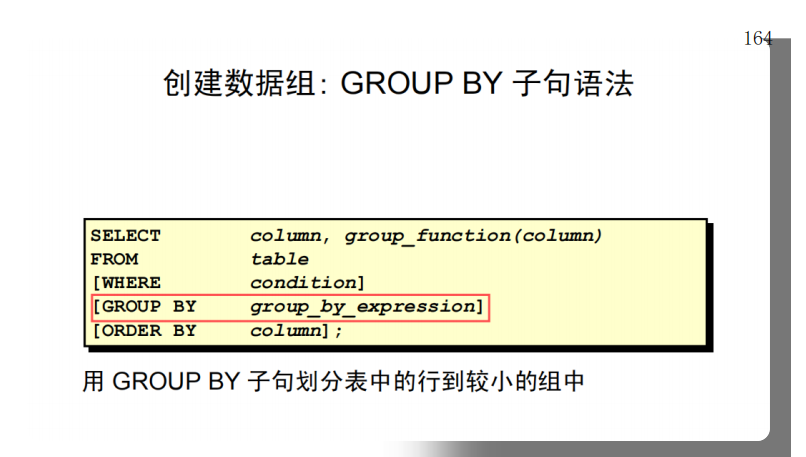 164
创建数据组：GROUP BY 子句语法
SELECT column, group_function(column)
FROM table
[WHERE condition]
[GROUP BY group_by_expression]
[ORDER BY column];
用 GROUP BY 子句划分表中的行到较小的组中